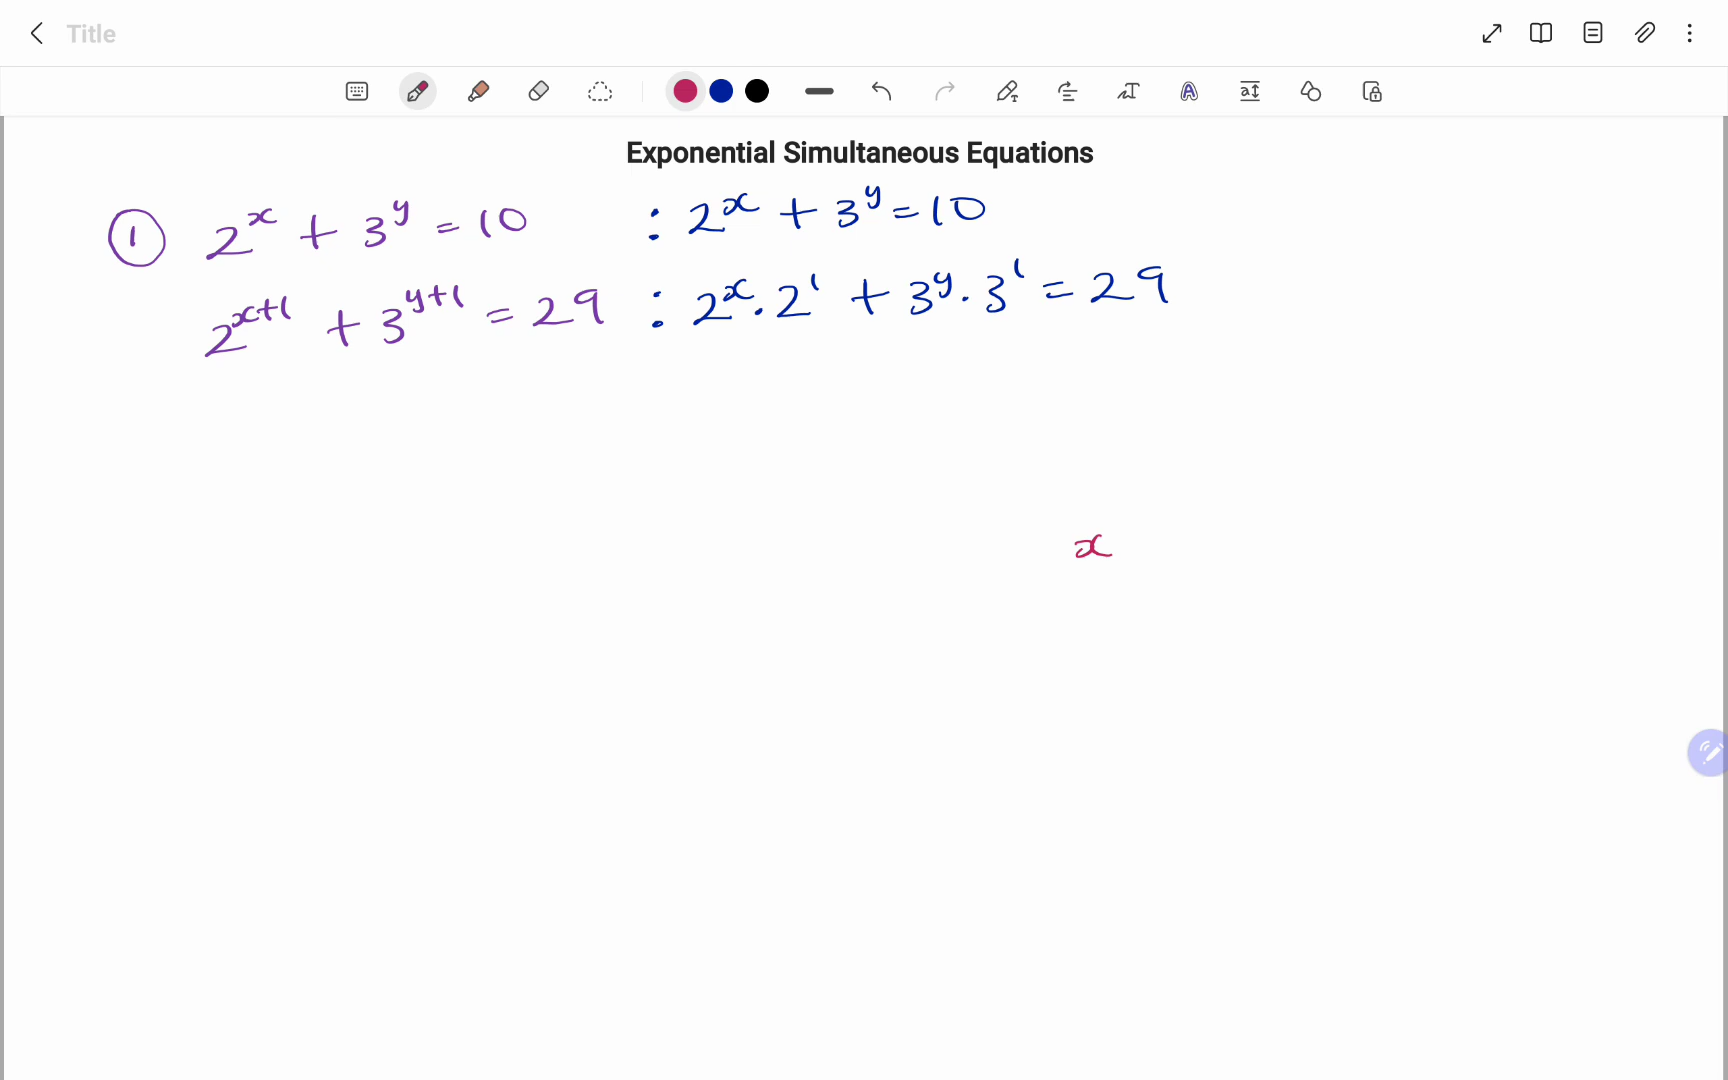 Title
Exponential Simultaneous Equations
① 2^x + 3^y = 10 : 2^x + 3^y = 10
2^{x+1} + 3^{y+1} = 29 : 2^x . 2^1 + 3^y . 3^1 = 29
x